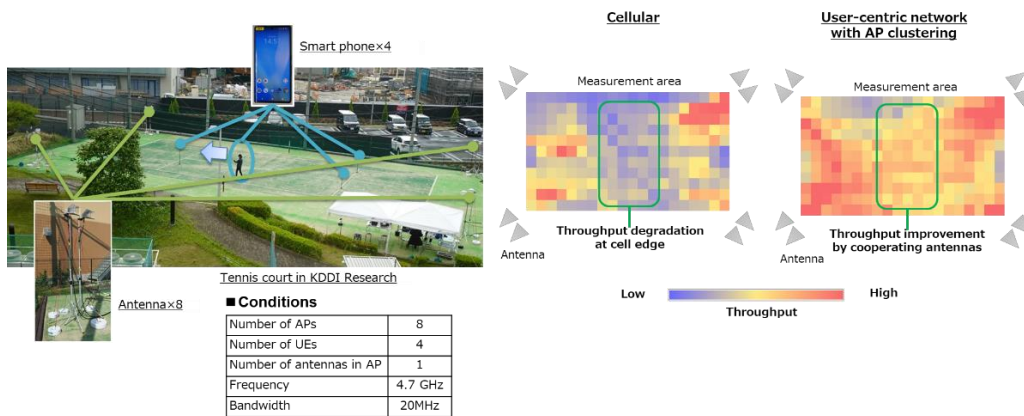 Smart phone×4
Tennis court in KDDI Research
Antenna×8
■Conditions
Number of APs 8
Number of UEs 4
Number of antennas in AP 1
Frequency 4.7 GHz
Bandwidth 20MHz
Cellular
Measurement area
Throughput degradation
at cell edge
Antenna
User-centric network
with AP clustering
Measurement area
Throughput improvement
by cooperating antennas
Antenna
Low High
Throughput